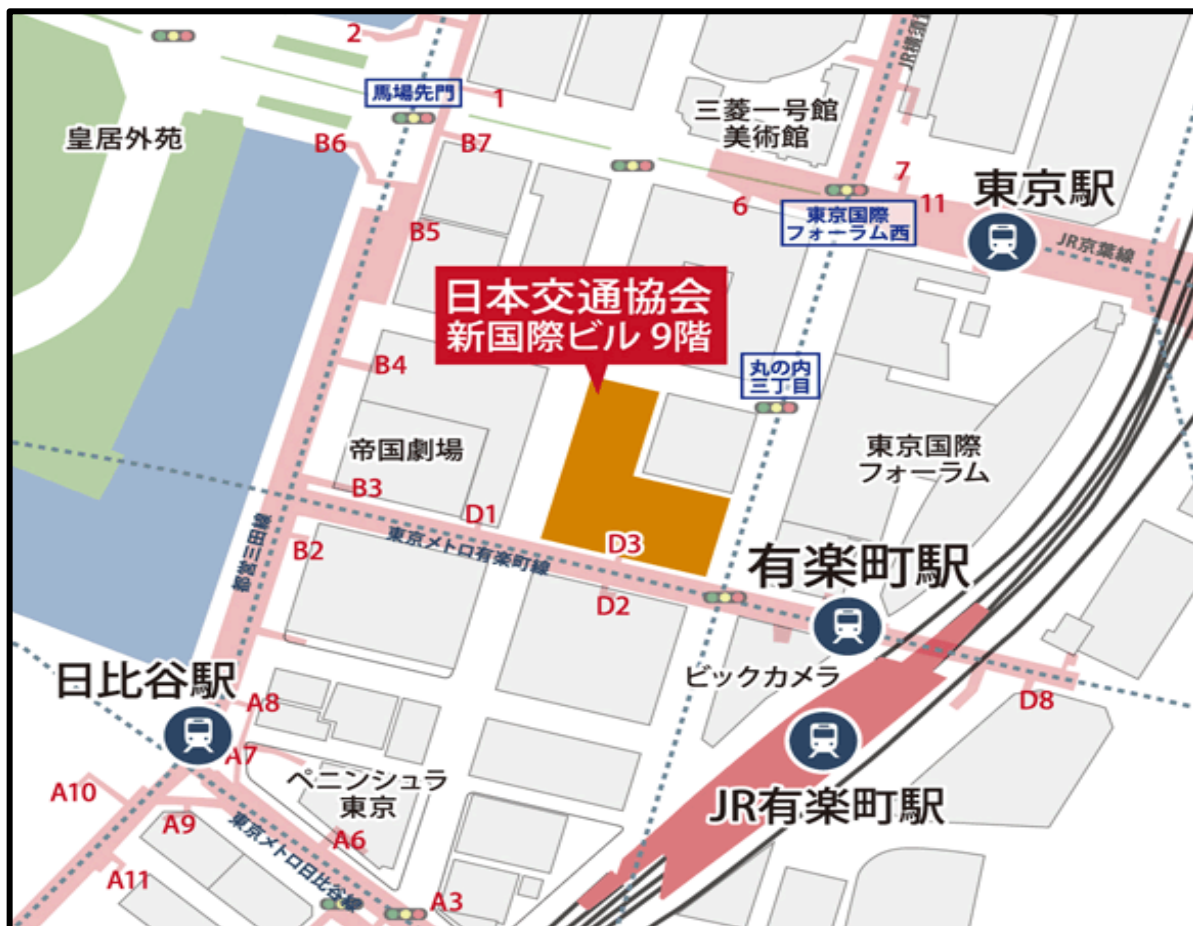 2
馬場先門
1
皇居外苑
B6
B7
三菱一号館
美術館
JR横須賀
7
6
11
東京駅
東京国際
フォーラム西
B5
JR京葉線
日本交通協会
新国際ビル 9階
B4
丸の内
三丁目
帝国劇場
東京国際
フォーラム
B3
D1
都営三田線
東京メトロ有楽町線
B2
D3
D2
有楽町駅
日比谷駅
ビックカメラ
D8
A8
A7
ペニンシュラ
東京
JR有楽町駅
A10
A9
東京メトロ日比谷線
A6
A11
A3